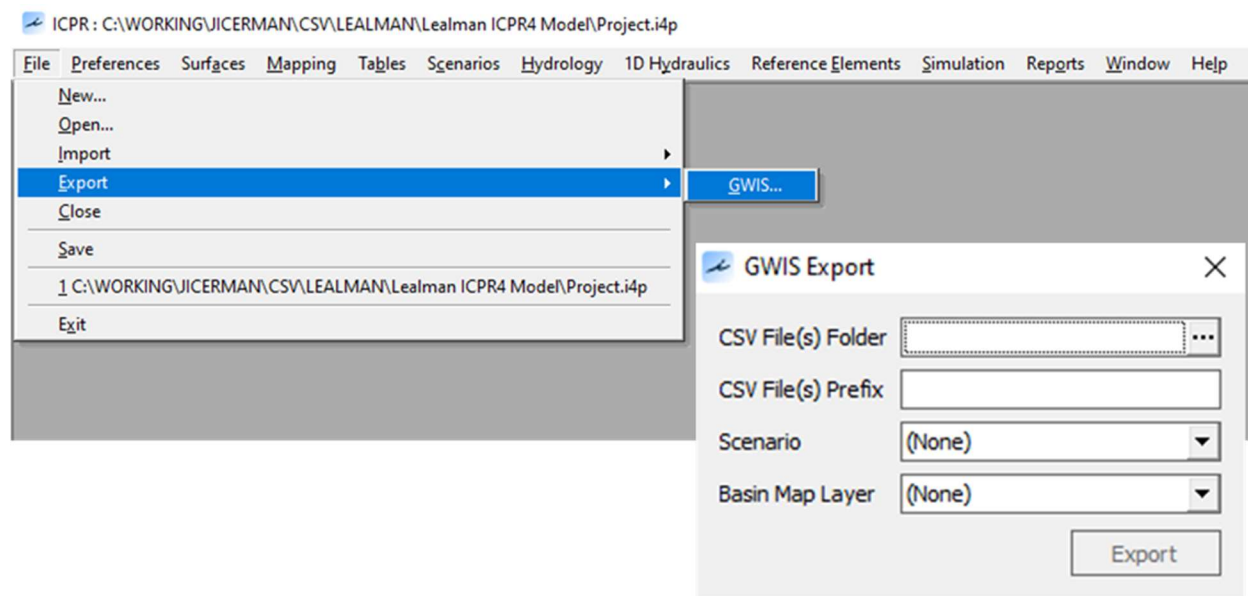 ICPR : C:\WORKING\JICERMAN\CSV\LEALMAN\Lealman ICPR4 Model\Project.i4p
File Preferences Surfaces Mapping Tables Scenarios Hydrology 1D Hydraulics Reference Elements Simulation Reports Window Help
New...
Open...
Import
Export
GWIS...
Close
Save
1 C:\WORKING\JICERMAN\CSV\LEALMAN\Lealman ICPR4 Model\Project.i4p
Exit
GWIS Export
CSV File(s) Folder ...
CSV File(s) Prefix
Scenario (None)
Basin Map Layer (None)
Export